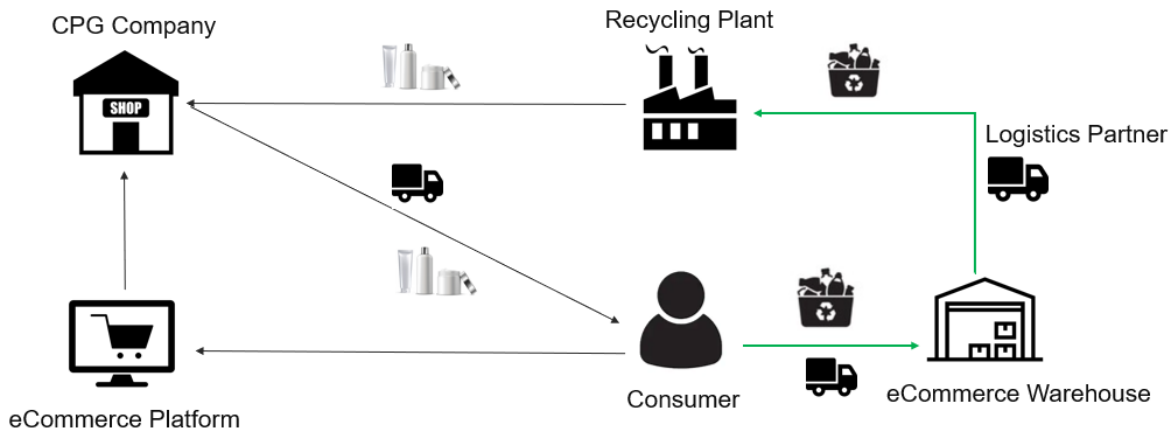 CPG Company
Recycling Plant
SHOP
Logistics Partner
Consumer
eCommerce Warehouse
eCommerce Platform